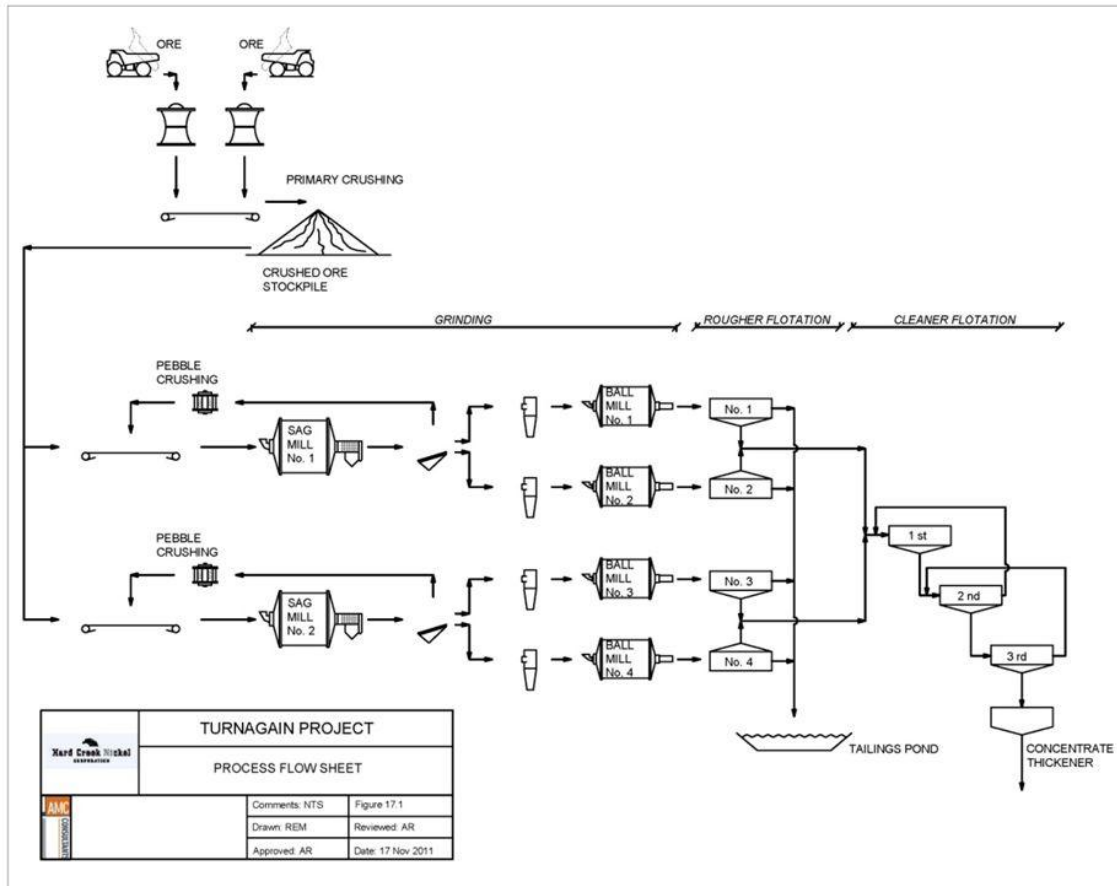 ORE
ORE
PRIMARY CRUSHING
CRUSHED ORE
STOCKPILE
GRINDING
ROUGHER FLOTATION
CLEANER FLOTATION
PEBBLE
CRUSHING
SAG
MILL
No. 1
BALL
MILL
No. 1
No. 1
BALL
MILL
No. 2
No. 2
1 st
PEBBLE
CRUSHING
SAG
MILL
No. 2
BALL
MILL
No. 3
No. 3
2 nd
BALL
MILL
No. 4
No. 4
3 rd
TAILINGS POND
CONCENTRATE
THICKENER
Hard Creek Nickel
CORPORATION
TURNAGAIN PROJECT
PROCESS FLOW SHEET
AMC
CONSULTANTS
Comments: NTS
Figure 17.1
Drawn: REM
Reviewed: AR
Approved: AR
Date: 17 Nov 2011